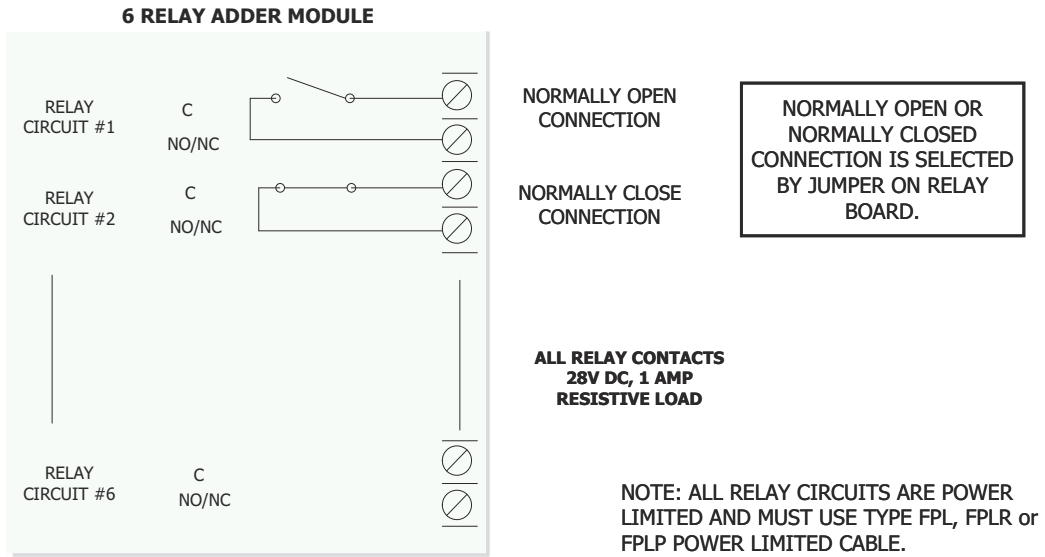 6 RELAY ADDER MODULE
RELAY
CIRCUIT #1
C
NO/NC
NORMALLY OPEN
CONNECTION
RELAY
CIRCUIT #2
C
NO/NC
NORMALLY CLOSE
CONNECTION
NORMALLY OPEN OR
NORMALLY CLOSED
CONNECTION IS SELECTED
BY JUMPER ON RELAY
BOARD.
ALL RELAY CONTACTS
28V DC, 1 AMP
RESISTIVE LOAD
RELAY
CIRCUIT #6
C
NO/NC
NOTE: ALL RELAY CIRCUITS ARE POWER
LIMITED AND MUST USE TYPE FPL, FPLR or
FPLP POWER LIMITED CABLE.